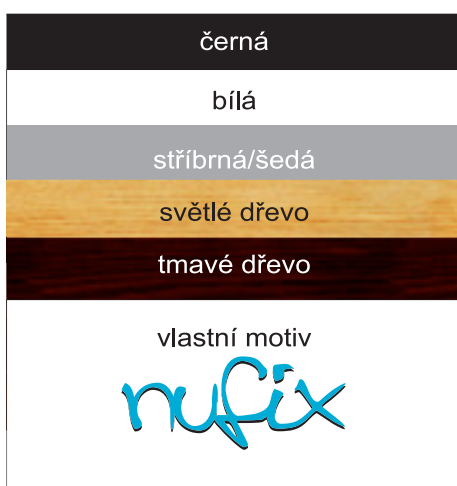 černá
bílá
stříbrná/šedá
světlé dřevo
tmavé dřevo
vlastní motiv
nufix